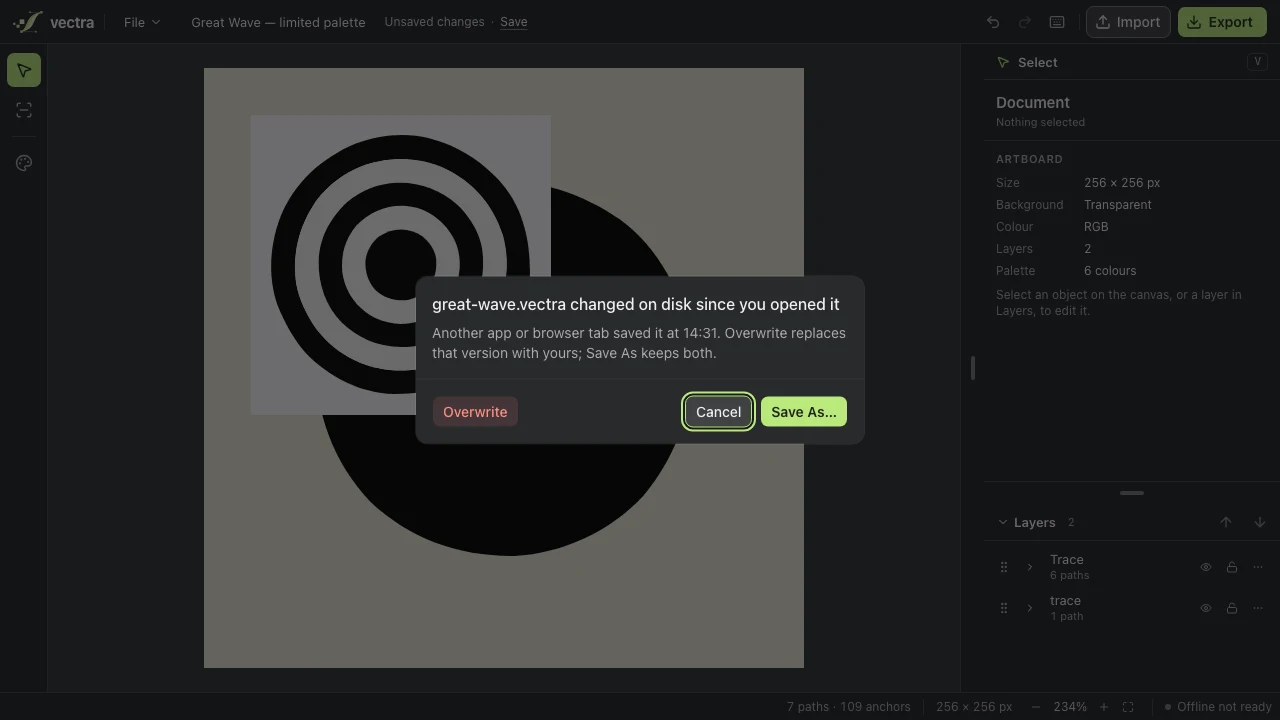 vectra
File
Great Wave — limited palette
Unsaved changes · Save
Import
Export
Select
V
Document
Nothing selected
ARTBOARD
Size 256 × 256 px
Background Transparent
Colour RGB
Layers 2
Palette 6 colours
Select an object on the canvas, or a layer in
Layers, to edit it.
great-wave.vectra changed on disk since you opened it
Another app or browser tab saved it at 14:31. Overwrite replaces
that version with yours; Save As keeps both.
Overwrite
Cancel
Save As...
Layers 2
Trace
6 paths
trace
1 path
7 paths · 109 anchors
256 × 256 px
234%
Offline not ready